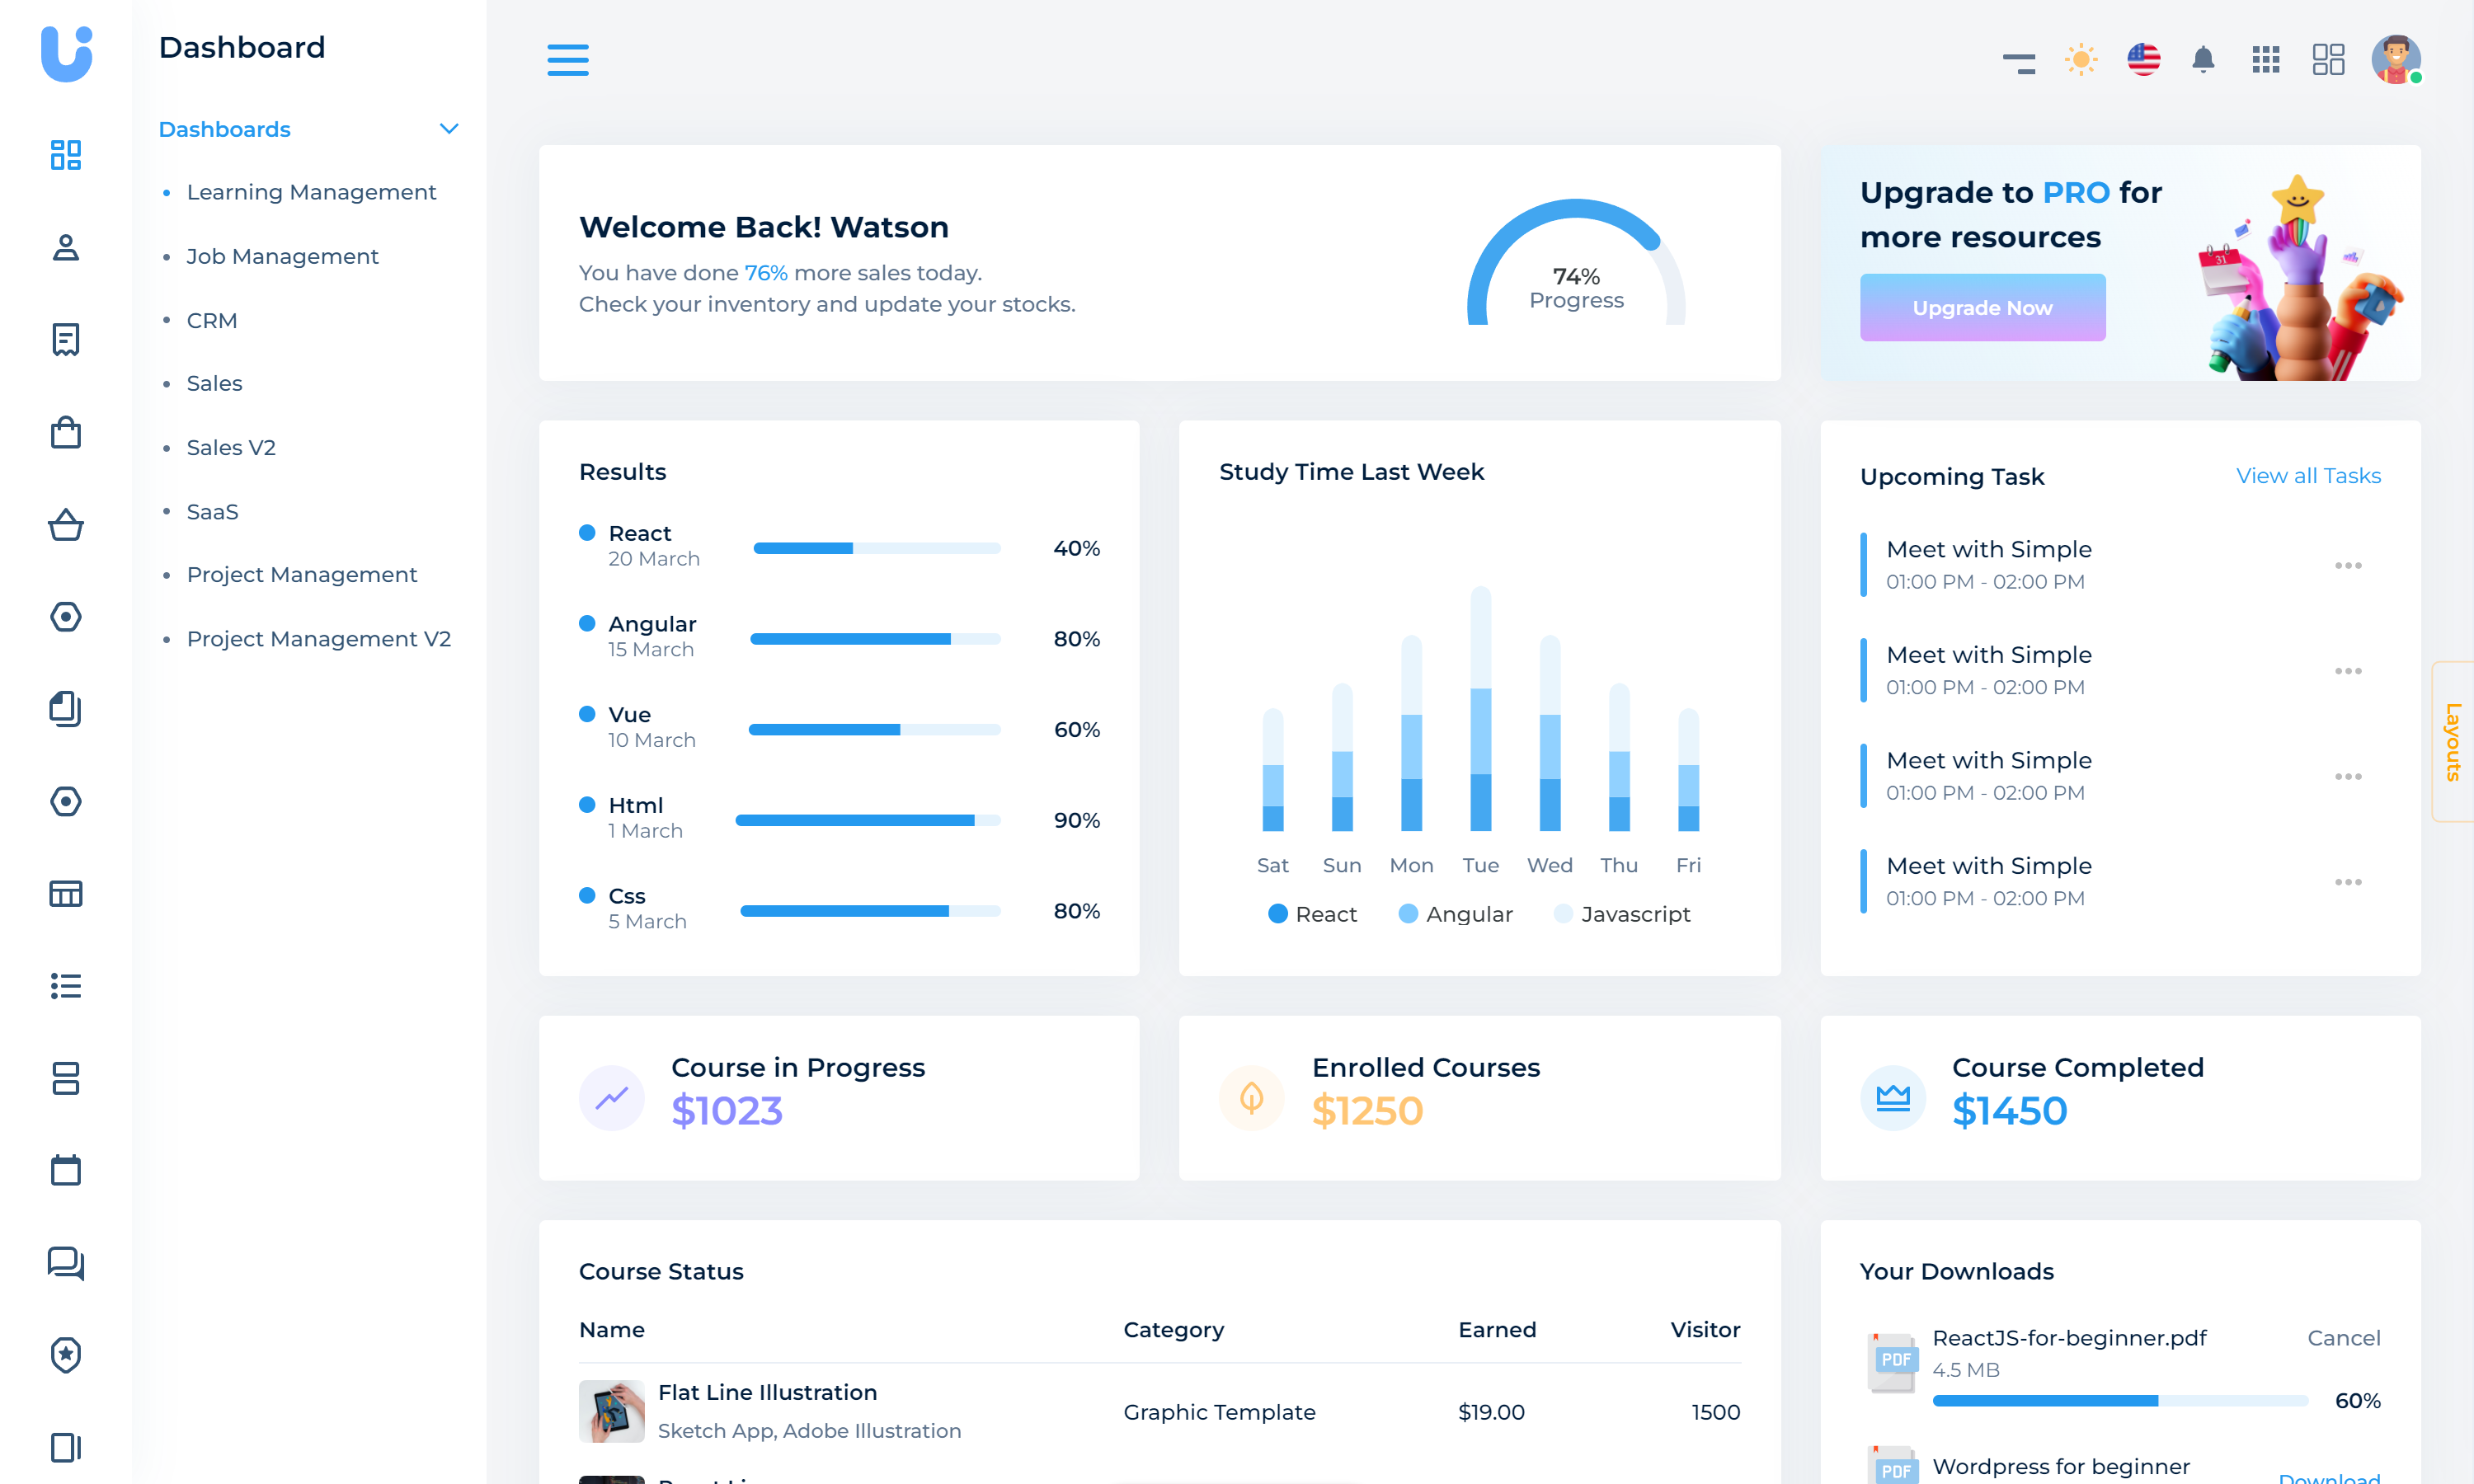 Dashboard
Dashboards
Learning Management
Job Management
CRM
Sales
Sales V2
SaaS
Project Management
Project Management V2
Welcome Back! Watson
You have done 76% more sales today.
Check your inventory and update your stocks.
74%
Progress
Upgrade to PRO for
more resources
Upgrade Now
31
Results
React
20 March
40%
Angular
15 March
80%
Vue
10 March
60%
Html
1 March
90%
Css
5 March
80%
Study Time Last Week
Sat Sun Mon Tue Wed Thu Fri
React Angular Javascript
Upcoming Task
View all Tasks
Meet with Simple
01:00 PM - 02:00 PM
Meet with Simple
01:00 PM - 02:00 PM
Meet with Simple
01:00 PM - 02:00 PM
Meet with Simple
01:00 PM - 02:00 PM
Layouts
Course in Progress
$1023
Enrolled Courses
$1250
Course Completed
$1450
Course Status
Name Category Earned Visitor
Flat Line Illustration
Sketch App, Adobe Illustration
Graphic Template $19.00 1500
Your Downloads
PDF
ReactJS-for-beginner.pdf
Cancel
4.5 MB
60%
PDF
Wordpress for beginner
Download